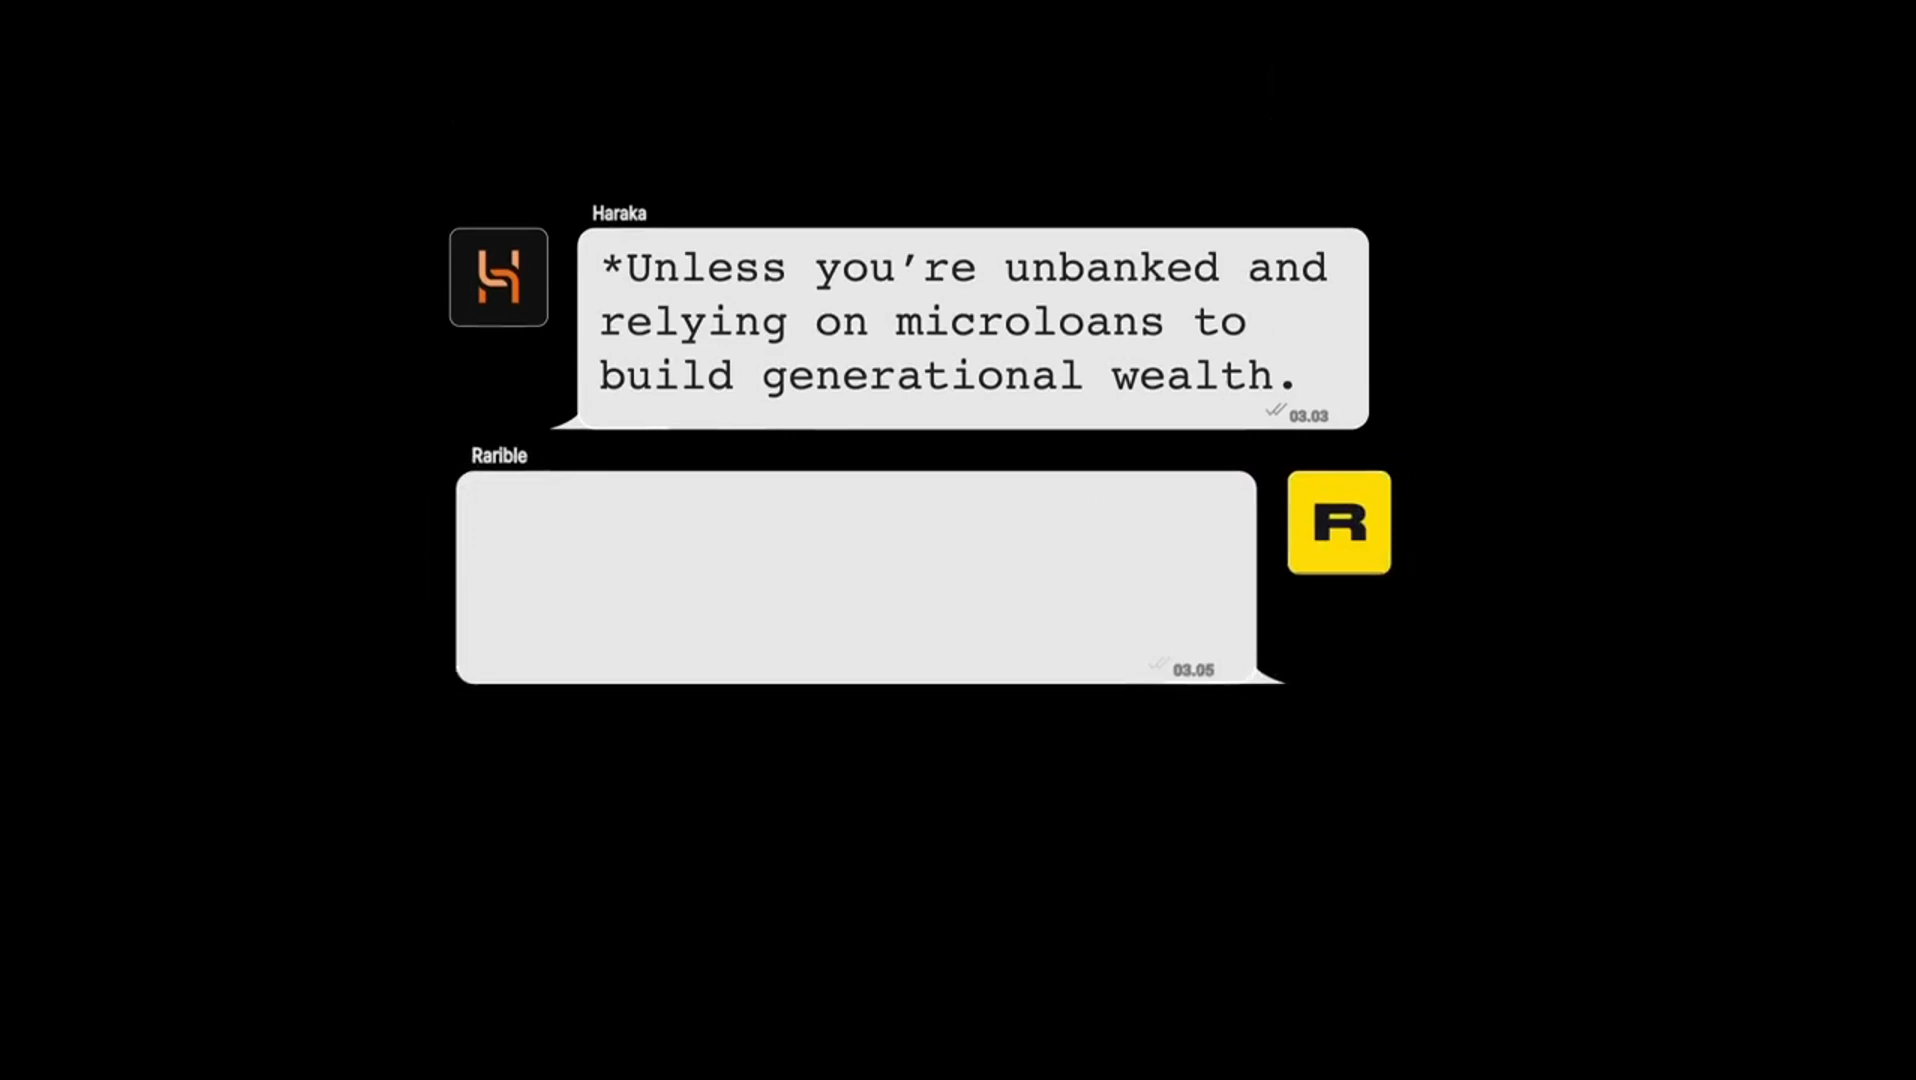 Haraka
*Unless you’re unbanked and
relying on microloans to
build generational wealth.
03.03
Rarible
R
03.05